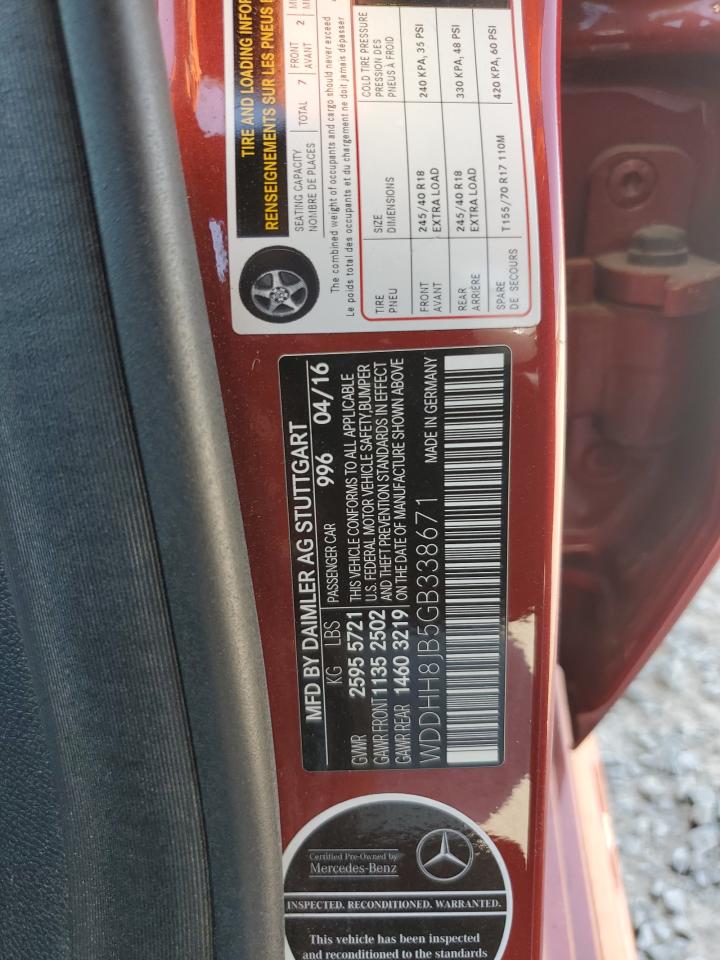 TIRE AND LOADING INFOR
RENSEIGNEMENTS SUR LES PNEUS
SEATING CAPACITY
NOMBRE DE PLACES
TOTAL 7
FRONT
AVANT
2
The combined weight of occupants and cargo should never exceed
Le poids total des occupants et du chargement ne doit jamais dépasser
TIRE
PNEU
SIZE
DIMENSIONS
COLD TIRE PRESSURE
PRESSION DES
PNEUS À FROID
FRONT
AVANT
245/40 R18
EXTRA LOAD
240 KPA, 35 PSI
REAR
ARRIÈRE
245/40 R18
EXTRA LOAD
330 KPA, 48 PSI
SPARE
DE SECOURS
T155/70 R17 110M
420 KPA, 60 PSI
MFD BY DAIMLER AG STUTTGART
KG LBS PASSENGER CAR 996 04/16
GVWR 2595 5721
GAWR FRONT 1135 2502
GAWR REAR 1460 3219
THIS VEHICLE CONFORMS TO ALL APPLICABLE
U.S. FEDERAL MOTOR VEHICLE SAFETY,BUMPER
AND THEFT PREVENTION STANDARDS IN EFFECT
ON THE DATE OF MANUFACTURE SHOWN ABOVE
WDDHH8JB5GB338671 MADE IN GERMANY
Certified Pre-Owned by
Mercedes-Benz
INSPECTED. RECONDITIONED. WARRANTED.
This vehicle has been inspected
and reconditioned to the standards